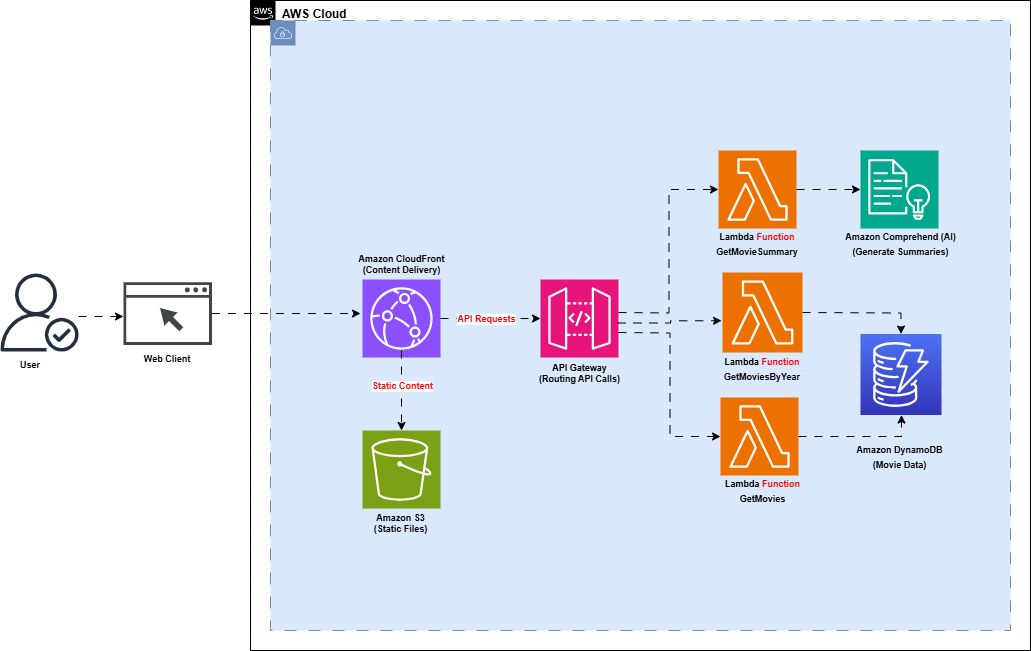 aws
AWS Cloud
User
Web Client
Amazon CloudFront
(Content Delivery)
API Requests
Static Content
Amazon S3
(Static Files)
</>
API Gateway
(Routing API Calls)
Lambda Function
GetMovieSummary
Amazon Comprehend (AI)
(Generate Summaries)
Lambda Function
GetMoviesByYear
Lambda Function
GetMovies
Amazon DynamoDB
(Movie Data)